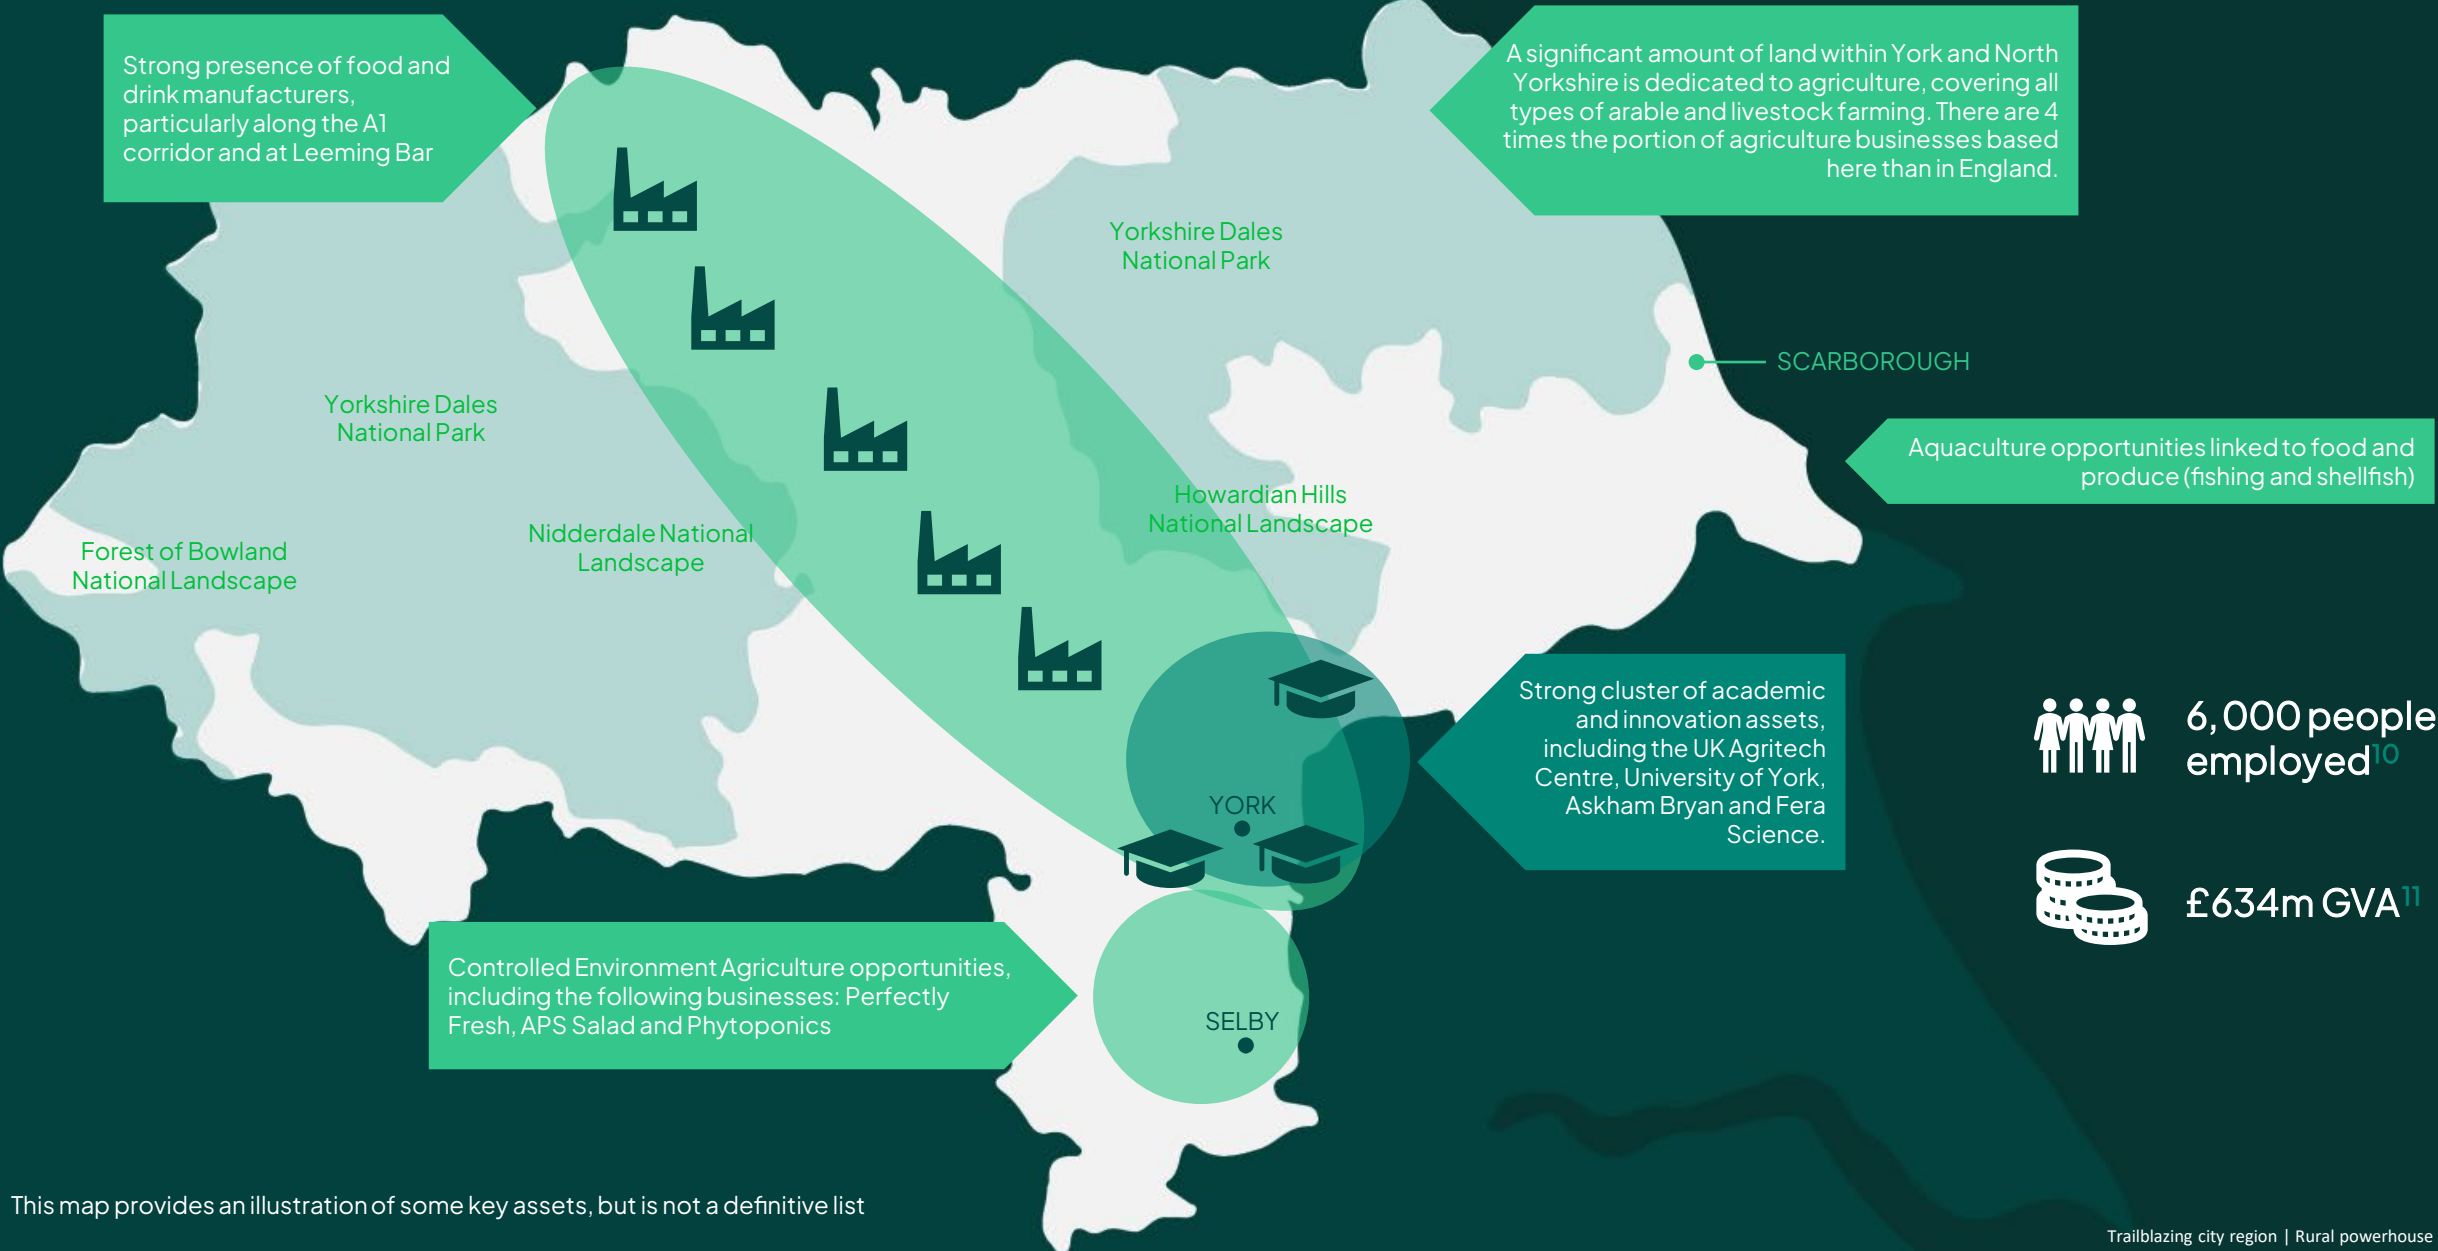 Strong presence of food and
drink manufacturers,
particularly along the A1
corridor and at Leeming Bar
A significant amount of land within York and North
Yorkshire is dedicated to agriculture, covering all
types of arable and livestock farming. There are 4
times the portion of agriculture businesses based
here than in England.
Yorkshire Dales
National Park
SCARBOROUGH
Yorkshire Dales
National Park
Aquaculture opportunities linked to food and
produce (fishing and shellfish)
Howardian Hills
National Landscape
Nidderdale National
Landscape
Forest of Bowland
National Landscape
Strong cluster of academic
and innovation assets,
including the UK Agritech
Centre, University of York,
Askham Bryan and Fera
Science.
6,000 people
employed10
YORK
£634m GVA11
Controlled Environment Agriculture opportunities,
including the following businesses: Perfectly
Fresh, APS Salad and Phytoponics
SELBY
This map provides an illustration of some key assets, but is not a definitive list
Trailblazing city region | Rural powerhouse